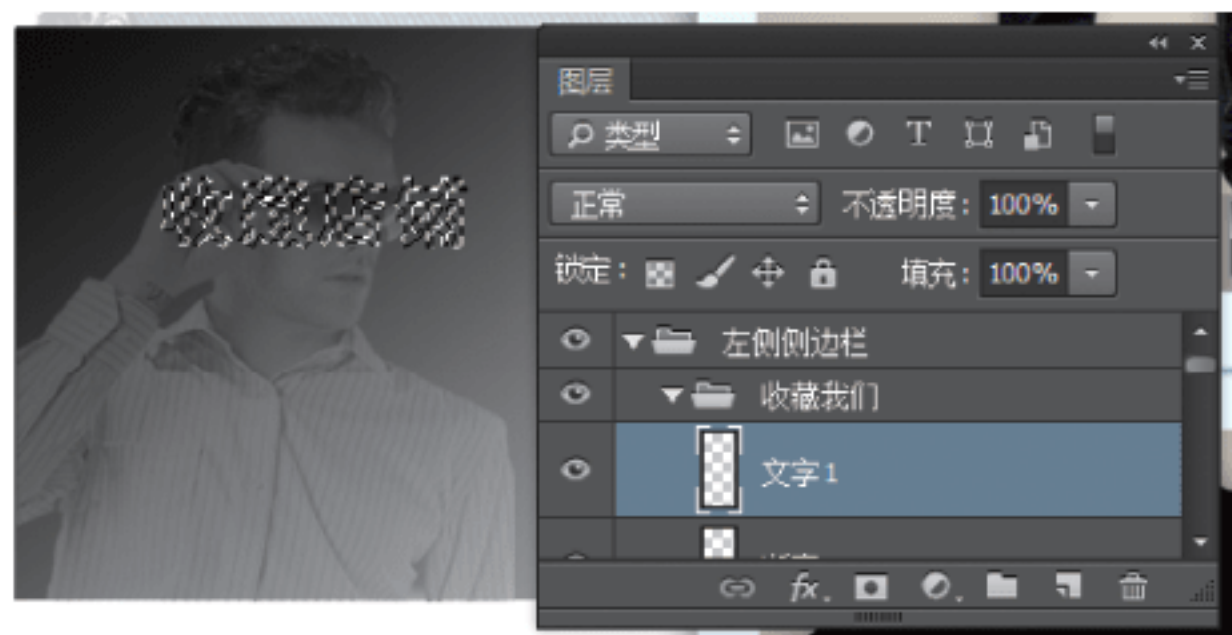 收藏店铺
图层
类型
正常
不透明度： 100%
锁定： 填充： 100%
左侧侧边栏
收藏我们
文字 1
fx.